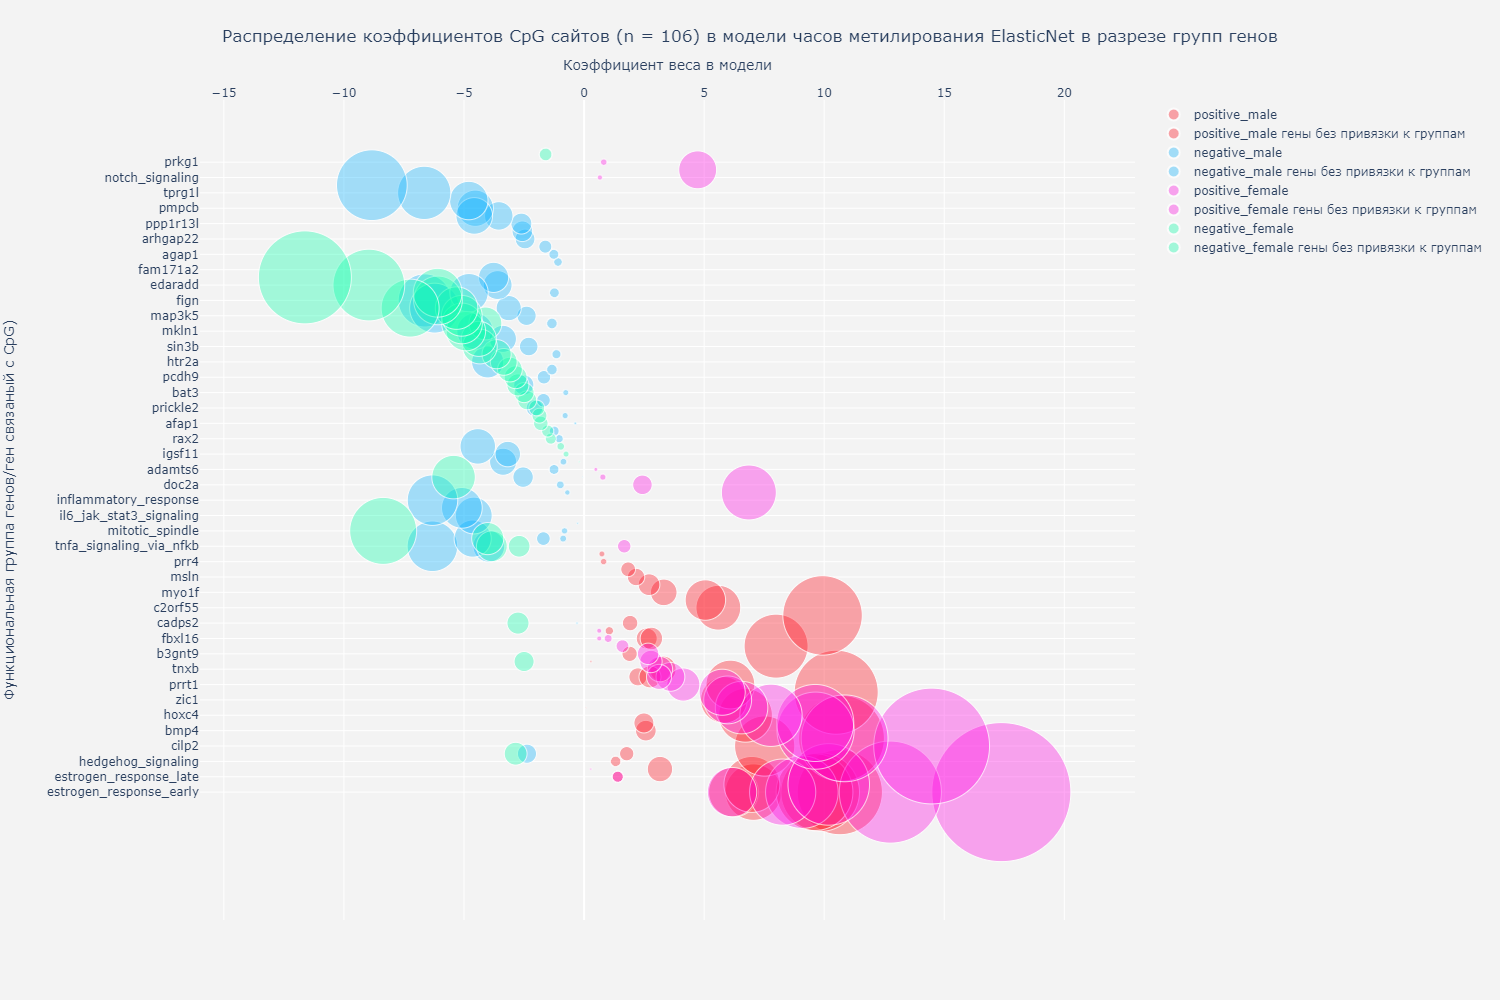 Распределение коэффициентов CpG сайтов (n = 106) в модели часов метилирования ElasticNet в разрезе групп генов
Коэффициент веса в модели
−15 −10 −5 0 5 10 15 20
positive_male
positive_male гены без привязки к группам
negative_male
negative_male гены без привязки к группам
positive_female
positive_female гены без привязки к группам
negative_female
negative_female гены без привязки к группам
Функциональная группа генов/ген связаный с CpG)
prkg1
notch_signaling
tprg1l
pmpcb
ppp1r13l
arhgap22
agap1
fam171a2
edaradd
fign
map3k5
mkln1
sin3b
htr2a
pcdh9
bat3
prickle2
afap1
rax2
igsf11
adamts6
doc2a
inflammatory_response
il6_jak_stat3_signaling
mitotic_spindle
tnfa_signaling_via_nfkb
prr4
msln
myo1f
c2orf55
cadps2
fbxl16
b3gnt9
tnxb
prrt1
zic1
hoxc4
bmp4
cilp2
hedgehog_signaling
estrogen_response_late
estrogen_response_early